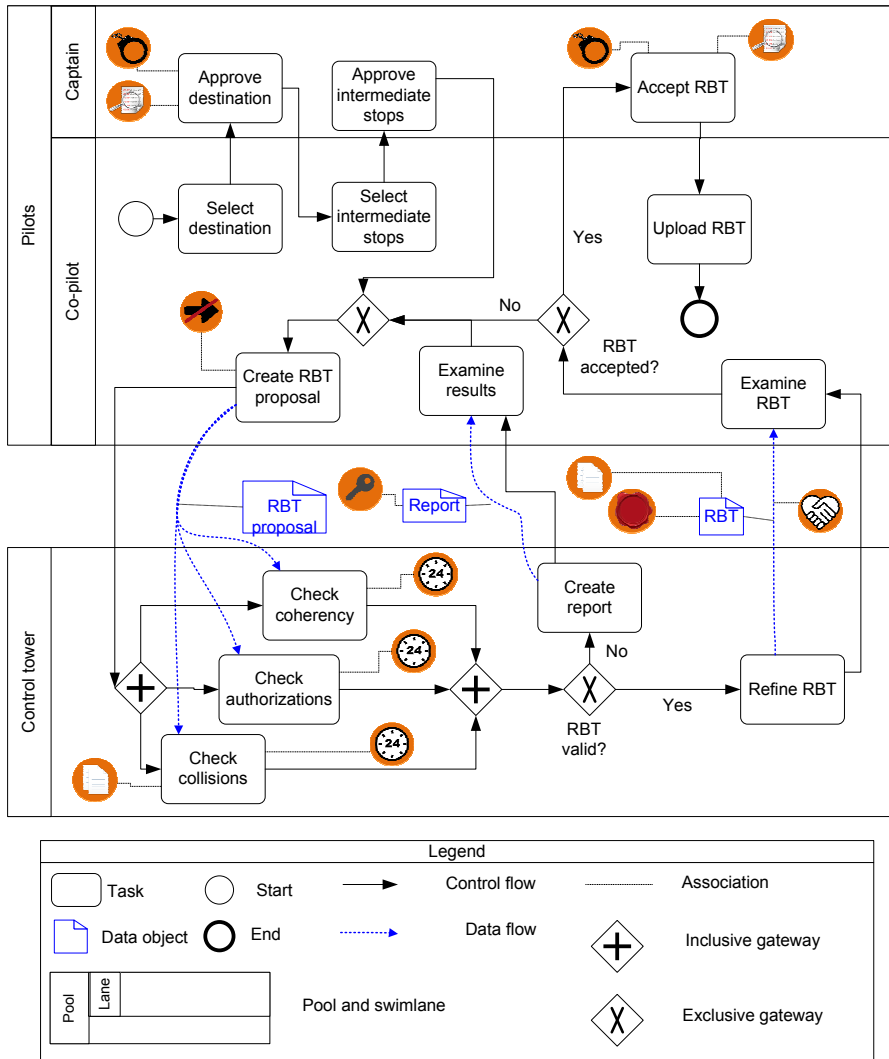 Pilots
Captain
Approve
destination
Approve
intermediate
stops
Accept RBT
Co-pilot
Select
destination
Select
intermediate
stops
Upload RBT
Yes
No
RBT
accepted?
Create RBT
proposal
Examine
results
Examine
RBT
RBT
proposal
Report
RBT
Control tower
Check
coherency
24
Check
authorizations
24
Check
collisions
24
Create
report
No
RBT
valid?
Yes
Refine RBT
Legend
Task
Start
Control flow
Association
Data object
End
Data flow
Inclusive gateway
Pool
Lane
Pool and swimlane
Exclusive gateway